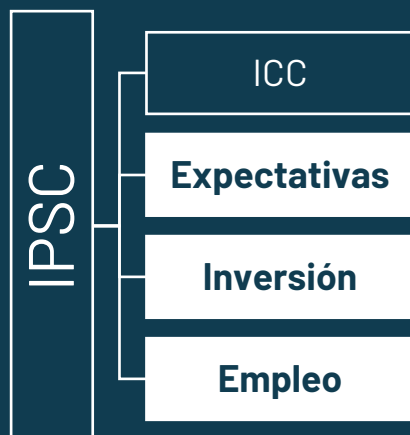 IPSC
ICC
Expectativas
Inversión
Empleo